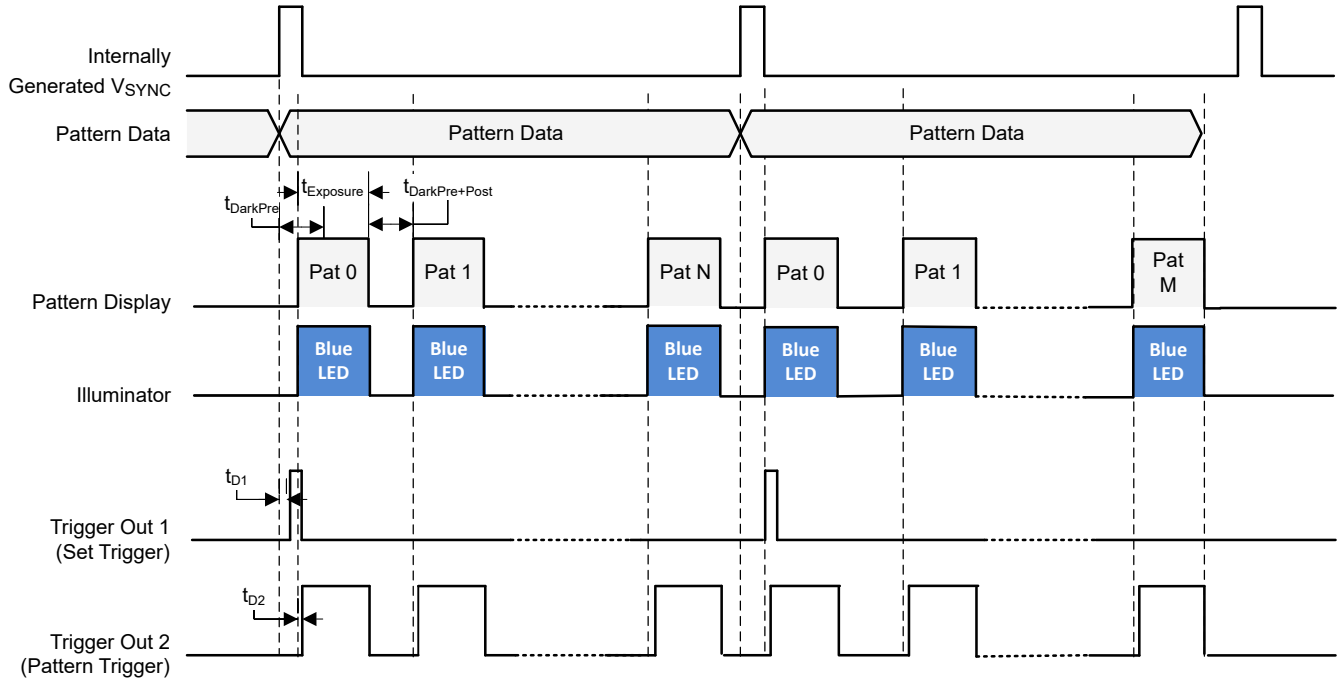 Internally
Generated VSYNC
Pattern Data
Pattern Data
Pattern Data
tExposure
tDarkPre+Post
tDarkPre
Pattern Display
Pat 0
Pat 1
Pat N
Pat 0
Pat 1
Pat
M
Illuminator
Blue
LED
Blue
LED
Blue
LED
Blue
LED
Blue
LED
Blue
LED
tD1
Trigger Out 1
(Set Trigger)
tD2
Trigger Out 2
(Pattern Trigger)